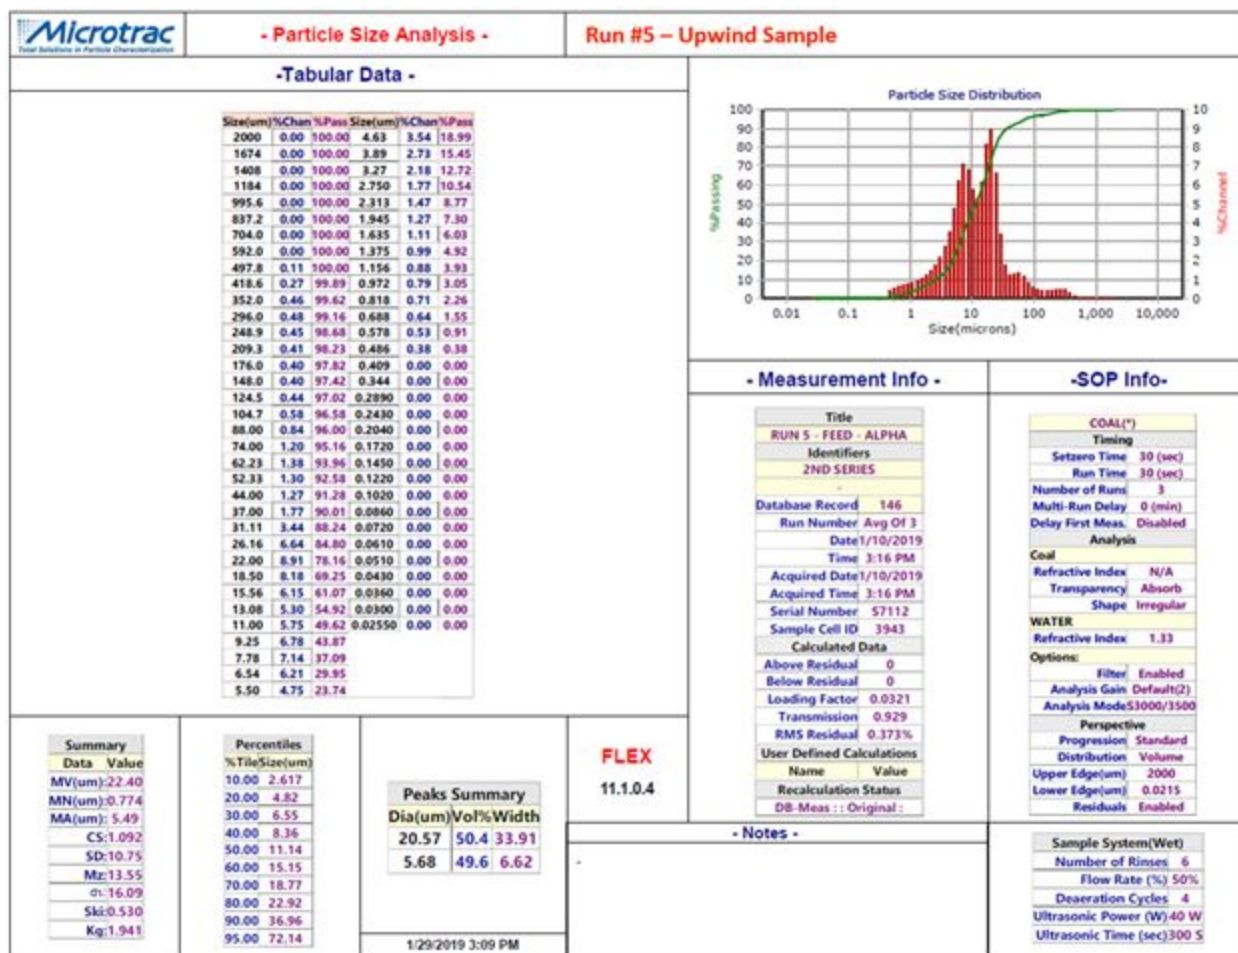 Microtrac
Total Solutions in Particle Characterization
- Particle Size Analysis -
Run #5 – Upwind Sample
-Tabular Data -
Size(um) %Chan %Pass Size(um) %Chan %Pass
2000 0.00 100.00 4.63 3.54 18.99
1674 0.00 100.00 3.89 2.73 15.45
1408 0.00 100.00 3.27 2.18 12.72
1184 0.00 100.00 2.750 1.77 10.54
995.6 0.00 100.00 2.313 1.47 8.77
837.2 0.00 100.00 1.945 1.27 7.30
704.0 0.00 100.00 1.635 1.11 6.03
592.0 0.00 100.00 1.375 0.99 4.92
497.8 0.11 100.00 1.156 0.88 3.93
418.6 0.27 99.89 0.972 0.79 3.05
352.0 0.46 99.62 0.818 0.71 2.26
296.0 0.48 99.16 0.688 0.64 1.55
248.9 0.45 98.68 0.578 0.53 0.91
209.3 0.41 98.23 0.486 0.38 0.38
176.0 0.40 97.82 0.409 0.00 0.00
148.0 0.40 97.42 0.344 0.00 0.00
124.5 0.44 97.02 0.2890 0.00 0.00
104.7 0.58 96.58 0.2430 0.00 0.00
88.00 0.84 96.00 0.2040 0.00 0.00
74.00 1.20 95.16 0.1720 0.00 0.00
62.23 1.38 93.96 0.1450 0.00 0.00
52.33 1.30 92.58 0.1220 0.00 0.00
44.00 1.27 91.28 0.1020 0.00 0.00
37.00 1.77 90.01 0.0860 0.00 0.00
31.11 3.44 88.24 0.0720 0.00 0.00
26.16 6.64 84.80 0.0610 0.00 0.00
22.00 8.91 78.16 0.0510 0.00 0.00
18.50 8.18 69.25 0.0430 0.00 0.00
15.56 6.15 61.07 0.0360 0.00 0.00
13.08 5.30 54.92 0.0300 0.00 0.00
11.00 5.75 49.62 0.02550 0.00 0.00
9.25 6.78 43.87
7.78 7.14 37.09
6.54 6.21 29.95
5.50 4.75 23.74
Particle Size Distribution
100 90 80 70 60 50 40 30 20 10 0
%Passing
10 9 8 7 6 5 4 3 2 1 0
%Channel
0.01 0.1 1 10 100 1,000 10,000
Size(microns)
- Measurement Info -
Title
RUN 5 - FEED - ALPHA
Identifiers
2ND SERIES
-
Database Record 146
Run Number Avg Of 3
Date 1/10/2019
Time 3:16 PM
Acquired Date 1/10/2019
Acquired Time 3:16 PM
Serial Number S7112
Sample Cell ID 3943
Calculated Data
Above Residual 0
Below Residual 0
Loading Factor 0.0321
Transmission 0.929
RMS Residual 0.373%
User Defined Calculations
Name Value
Recalculation Status
DB-Meas : : Original :
-SOP Info-
COAL(*)
Timing
Setzero Time 30 (sec)
Run Time 30 (sec)
Number of Runs 3
Multi-Run Delay 0 (min)
Delay First Meas. Disabled
Analysis
Coal
Refractive Index N/A
Transparency Absorb
Shape Irregular
WATER
Refractive Index 1.33
Options:
Filter Enabled
Analysis Gain Default(2)
Analysis Mode S3000/3500
Perspective
Progression Standard
Distribution Volume
Upper Edge(um) 2000
Lower Edge(um) 0.0215
Residuals Enabled
Summary
Data Value
MV(um): 22.40
MN(um): 0.774
MA(um): 5.49
CS: 1.092
SD: 10.75
Mz: 13.55
σı: 16.09
Ski: 0.530
Kg: 1.941
Percentiles
%Tile Size(um)
10.00 2.617
20.00 4.82
30.00 6.55
40.00 8.36
50.00 11.14
60.00 15.15
70.00 18.77
80.00 22.92
90.00 36.96
95.00 72.14
Peaks Summary
Dia(um) Vol% Width
20.57 50.4 33.91
5.68 49.6 6.62
1/29/2019 3:09 PM
FLEX
11.1.0.4
- Notes -
-
Sample System(Wet)
Number of Rinses 6
Flow Rate (%) 50%
Deaeration Cycles 4
Ultrasonic Power (W) 40 W
Ultrasonic Time (sec) 300 S